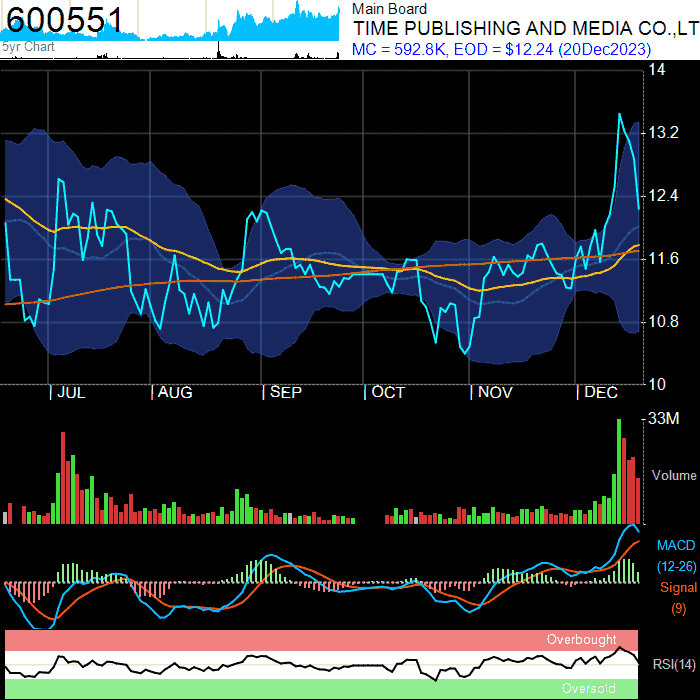 600551
5yr Chart
Main Board
TIME PUBLISHING AND MEDIA CO.,LT
MC = 592.8K, EOD = $12.24 (20Dec2023)
14
13.2
12.4
11.6
10.8
10
| JUL | AUG | SEP | OCT | NOV | DEC
33M
Volume
MACD
(12-26)
Signal
(9)
Overbought
RSI(14)
Oversold